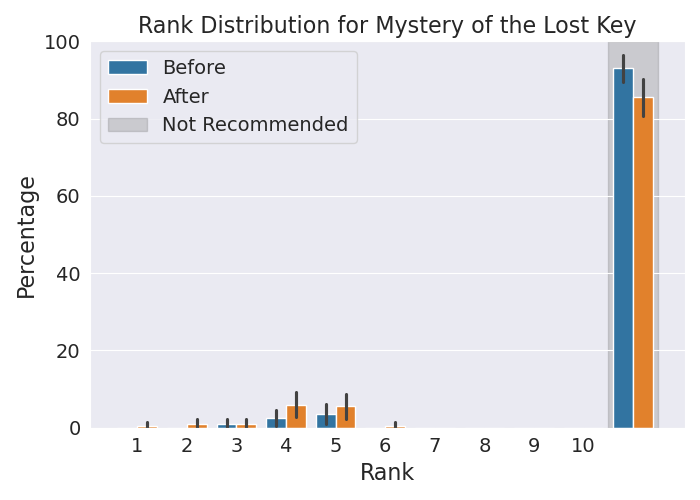 Rank Distribution for Mystery of the Lost Key
100
80
60
40
20
0
Percentage
Before
After
Not Recommended
1 2 3 4 5 6 7 8 9 10
Rank